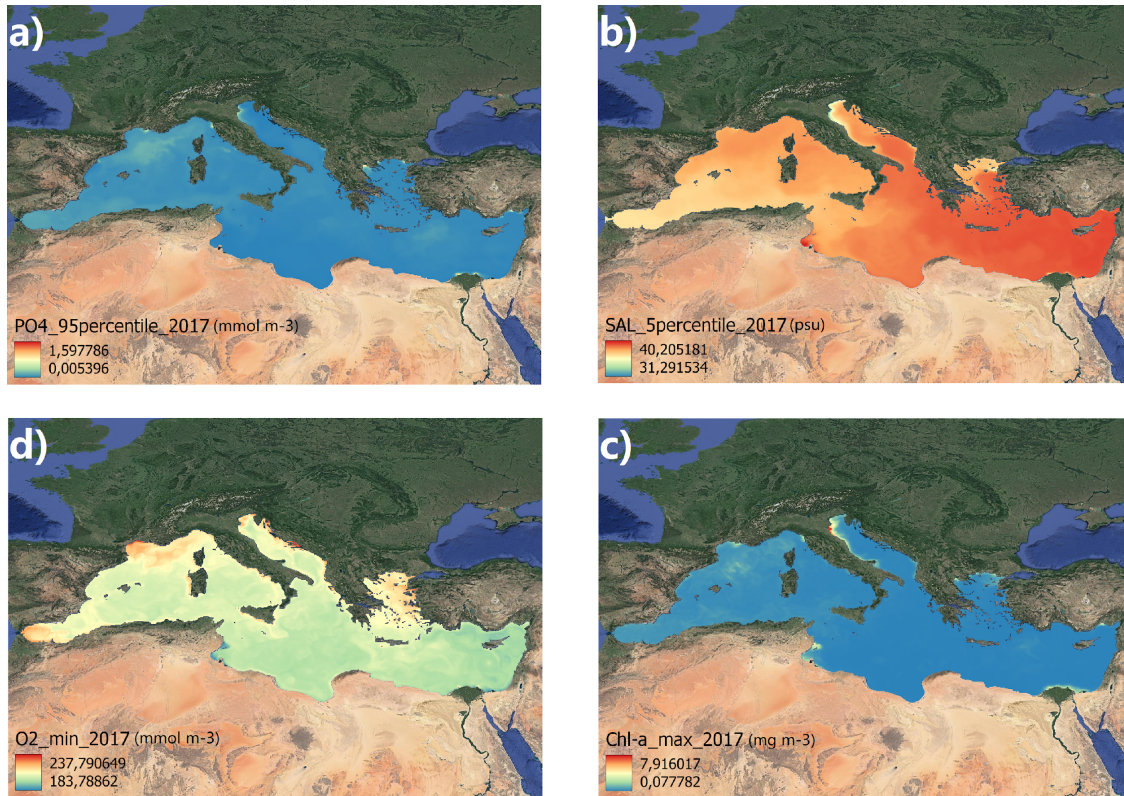 a)
PO4_95percentile_2017 (mmol m-3)
1,597786
0,005396
b)
SAL_5percentile_2017 (psu)
40,205181
31,291534
d)
O2_min_2017 (mmol m-3)
237,790649
183,78862
c)
Chl-a_max_2017 (mg m-3)
7,916017
0,077782